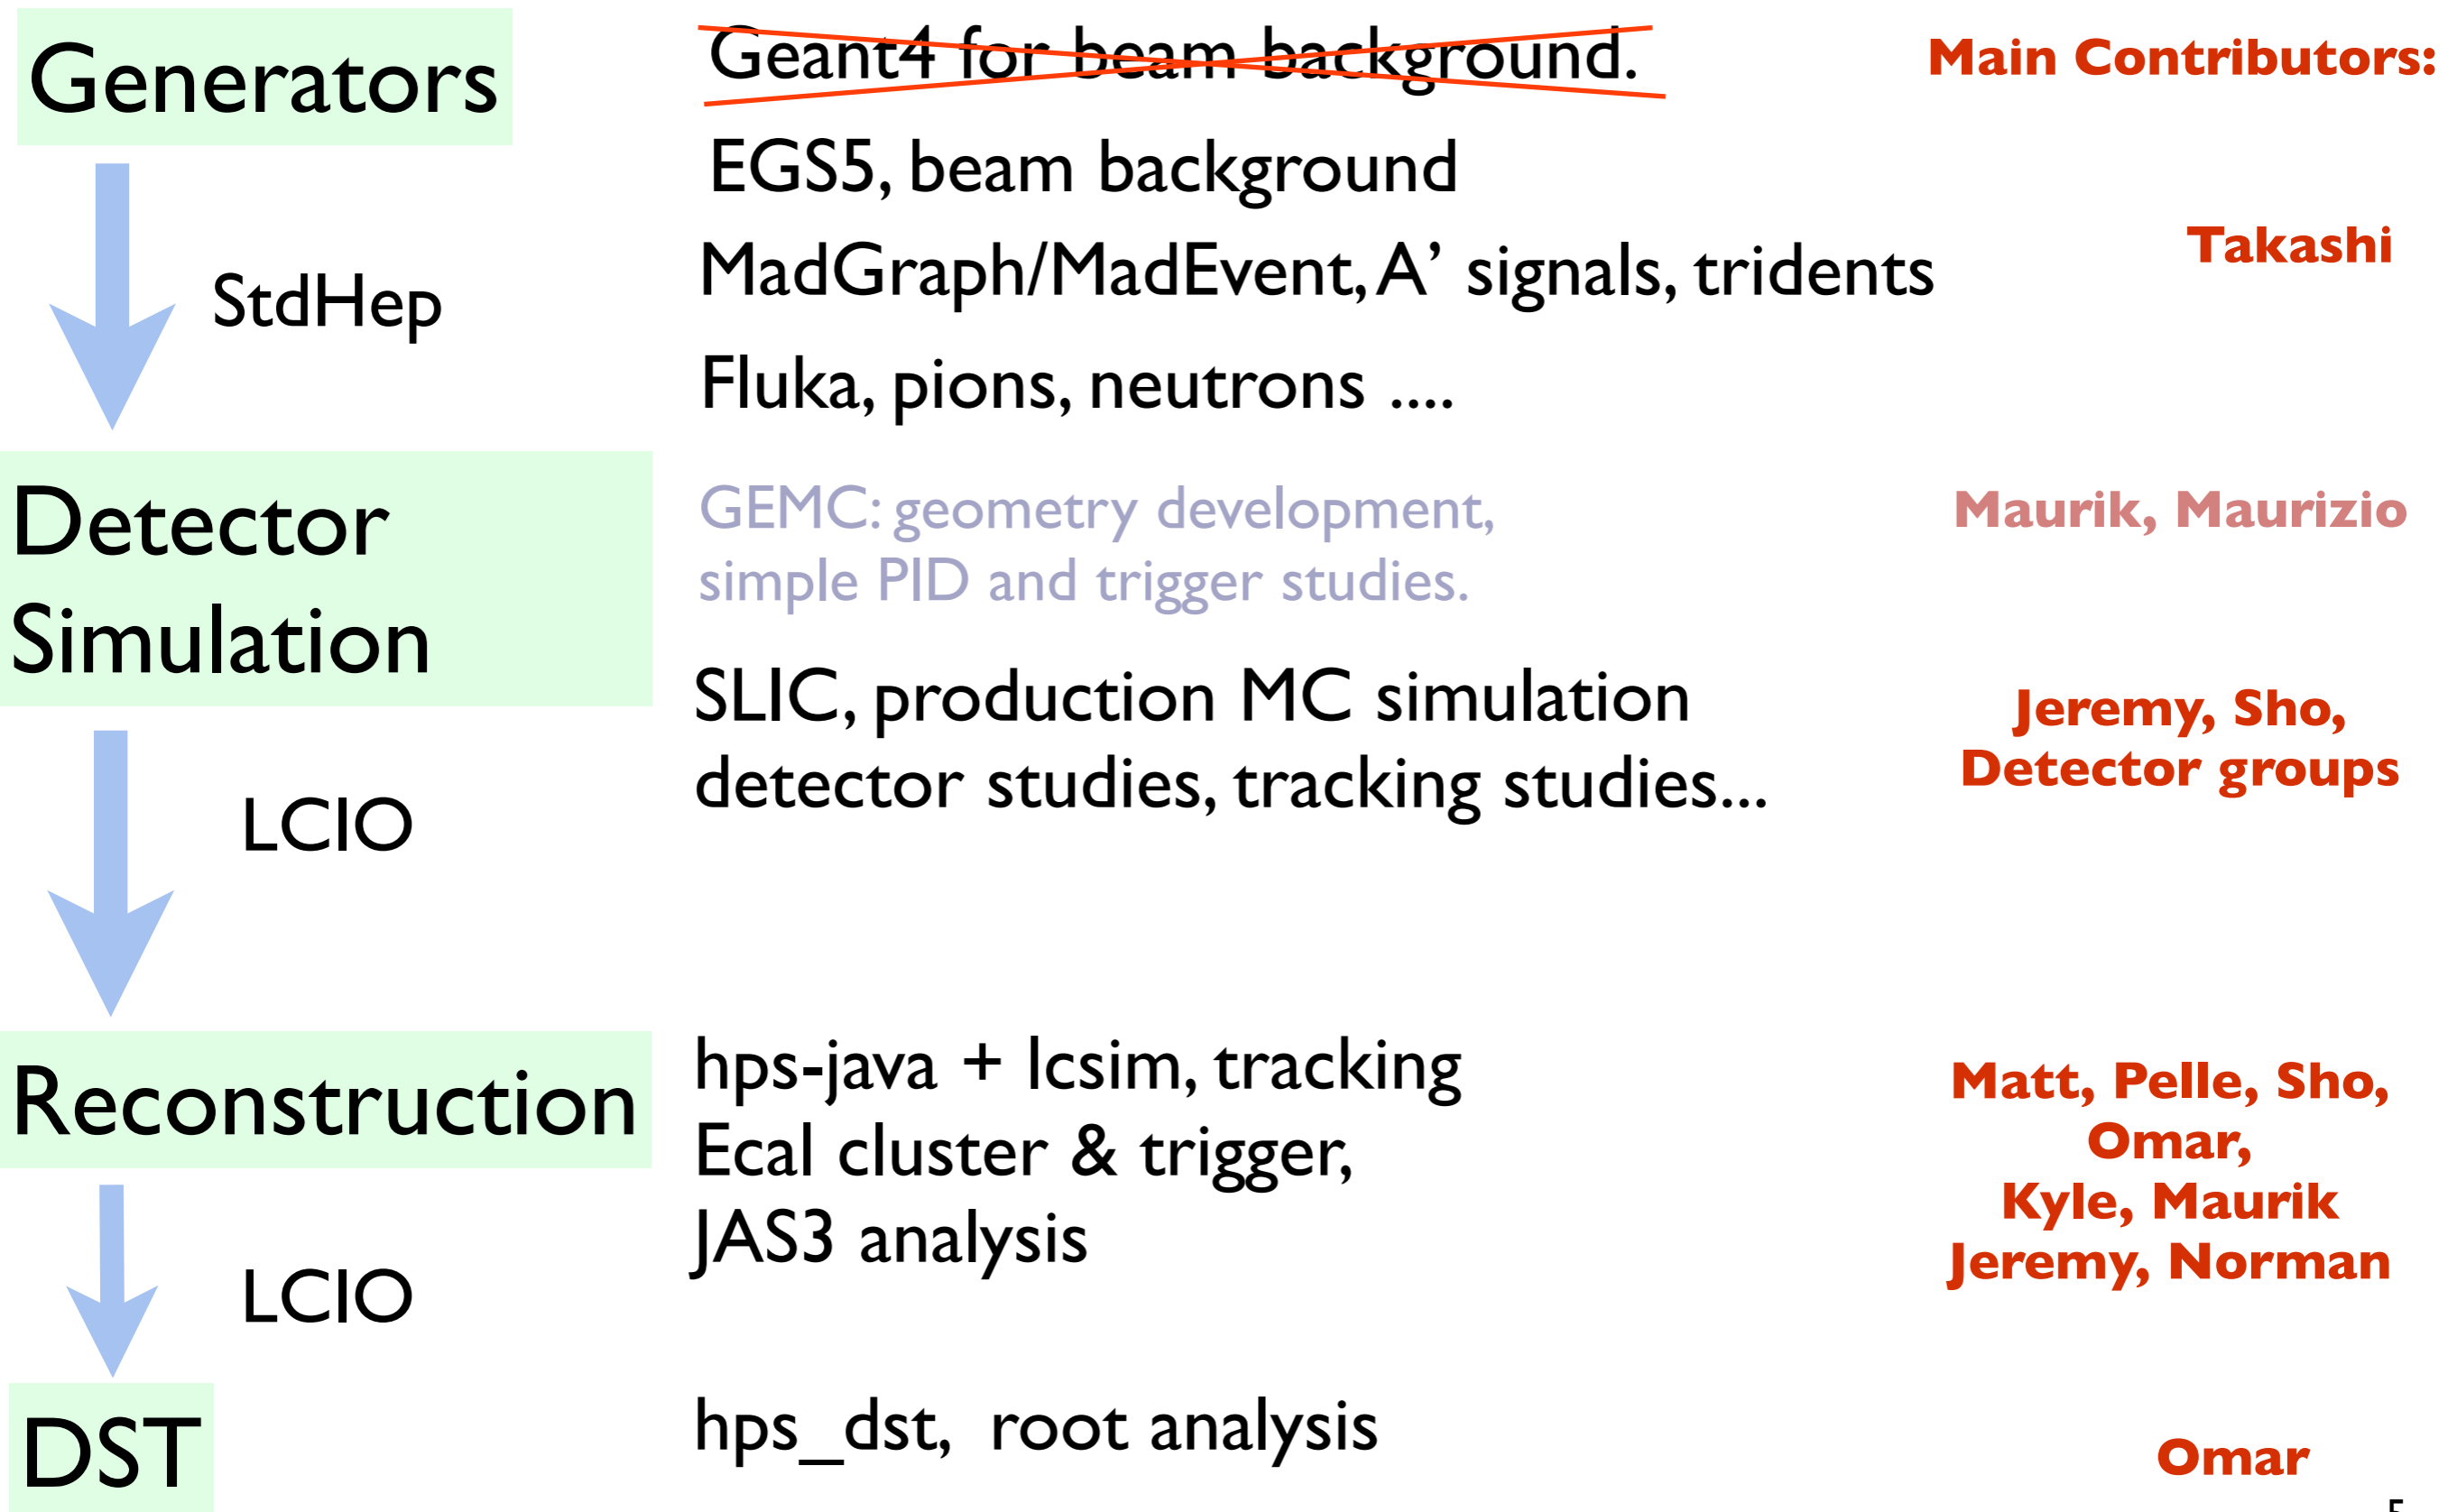 Generators
Geant4 for beam background.
Main Contributors:
EGS5, beam background
StdHep
MadGraph/MadEvent, A’ signals, tridents
Takashi
Fluka, pions, neutrons ....
Detector
Simulation
GEMC: geometry development,
simple PID and trigger studies.
Maurik, Maurizio
SLIC, production MC simulation
detector studies, tracking studies...
Jeremy, Sho,
Detector groups
LCIO
Reconstruction
hps-java + lcsim, tracking
Ecal cluster & trigger,
JAS3 analysis
Matt, Pelle, Sho,
Omar,
Kyle, Maurik
Jeremy, Norman
LCIO
DST
hps_dst, root analysis
Omar